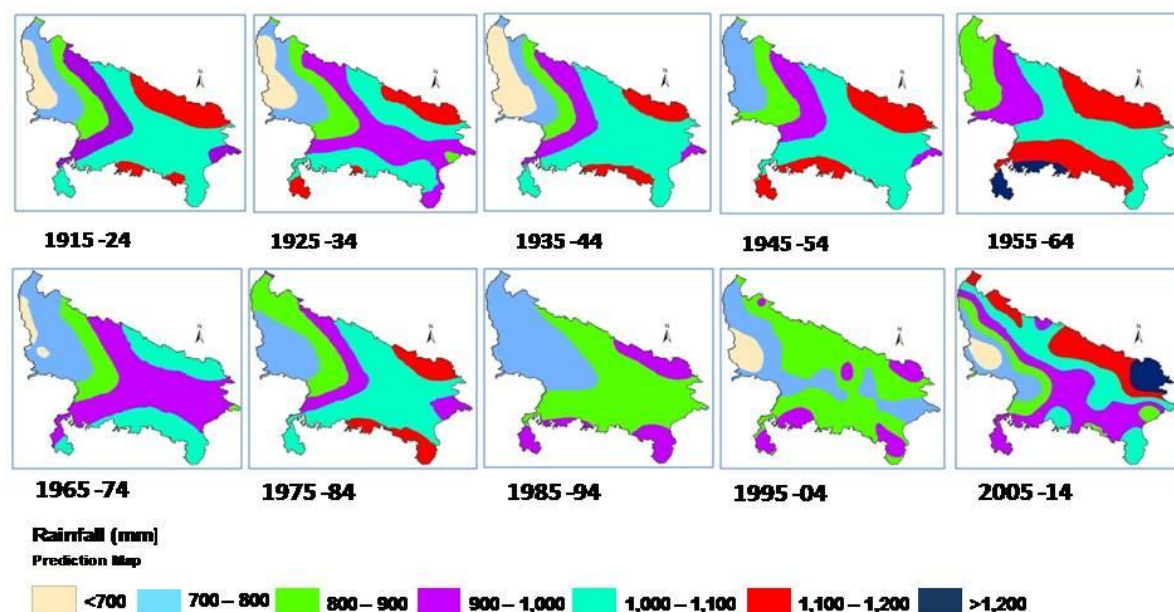 N N N N N
1915 -24 1925 -34 1935 -44 1945 -54 1955 -64
N N N N N
1965 -74 1975 -84 1985 -94 1995 -04 2005 -14
Rainfall (mm)
Prediction Map
<700 700 – 800 800 – 900 900 – 1,000 1,000 – 1,100 1,100 – 1,200 >1,200